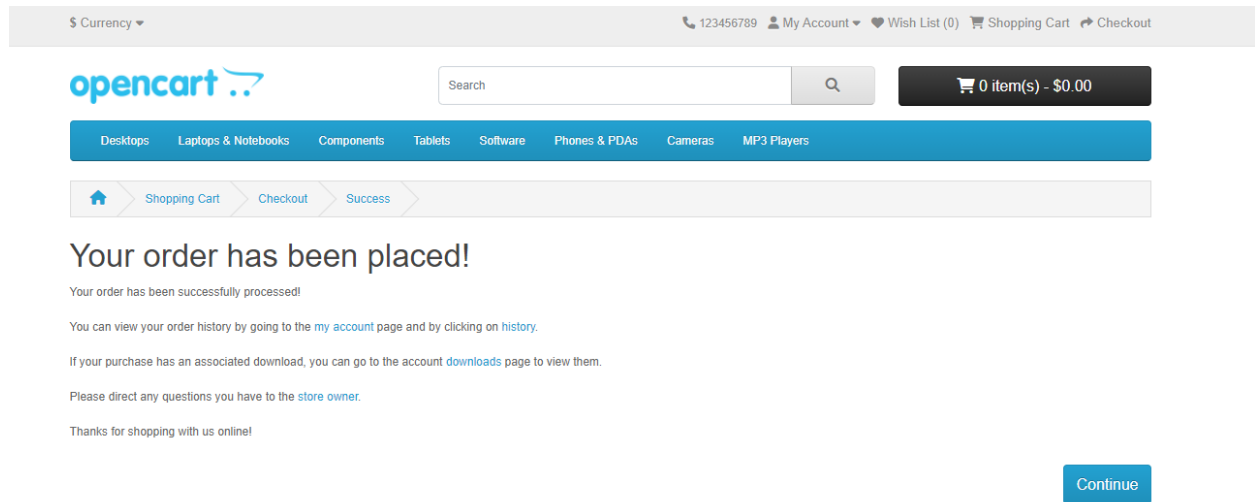 $ Currency
123456789 My Account Wish List (0) Shopping Cart Checkout
opencart
Search
0 item(s) - $0.00
Desktops Laptops & Notebooks Components Tablets Software Phones & PDAs Cameras MP3 Players
Shopping Cart Checkout Success
Your order has been placed!
Your order has been successfully processed!
You can view your order history by going to the my account page and by clicking on history.
If your purchase has an associated download, you can go to the account downloads page to view them.
Please direct any questions you have to the store owner.
Thanks for shopping with us online!
Continue